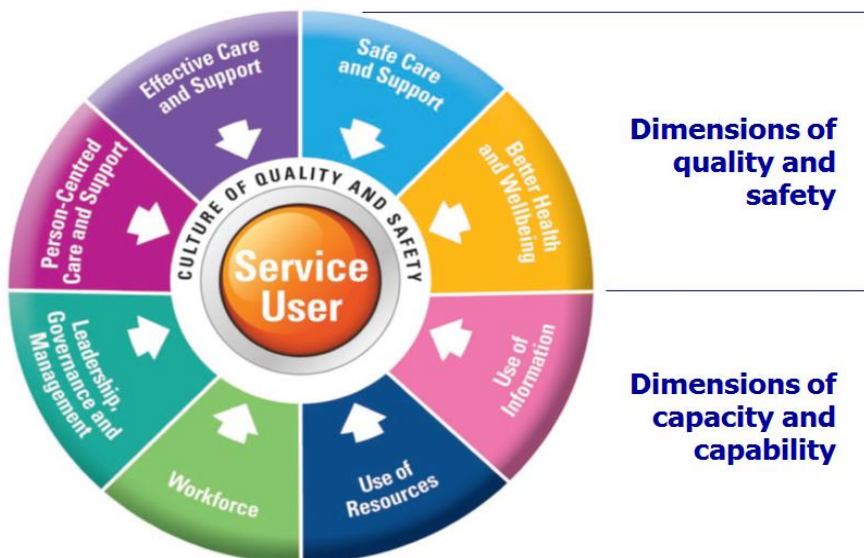 Effective Care
and Support
Safe Care
and Support
Better Health
and Wellbeing
Use of
Information
Use of
Resources
Workforce
Leadership,
Governance and
Management
Person-Centred
Care and Support
CULTURE OF QUALITY AND SAFETY
Service
User
Dimensions of
quality and
safety
Dimensions of
capacity and
capability